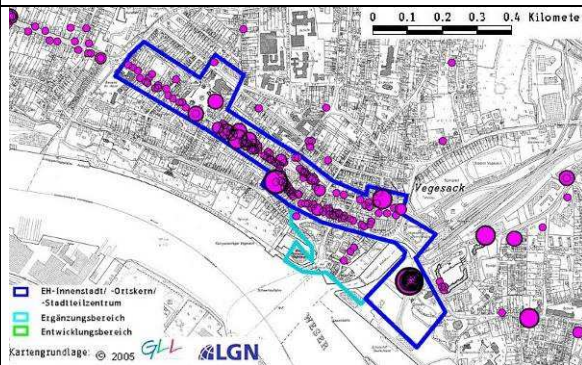 0 0.1 0.2 0.3 0.4 Kilomete
Vegesack
WESER
EH-Innenstadt/ -Ortskern/
-Stadtteilzentrum
Ergänzungsbereich
Entwicklungsbereich
Kartengrundlage: © 2005 GLL LGN